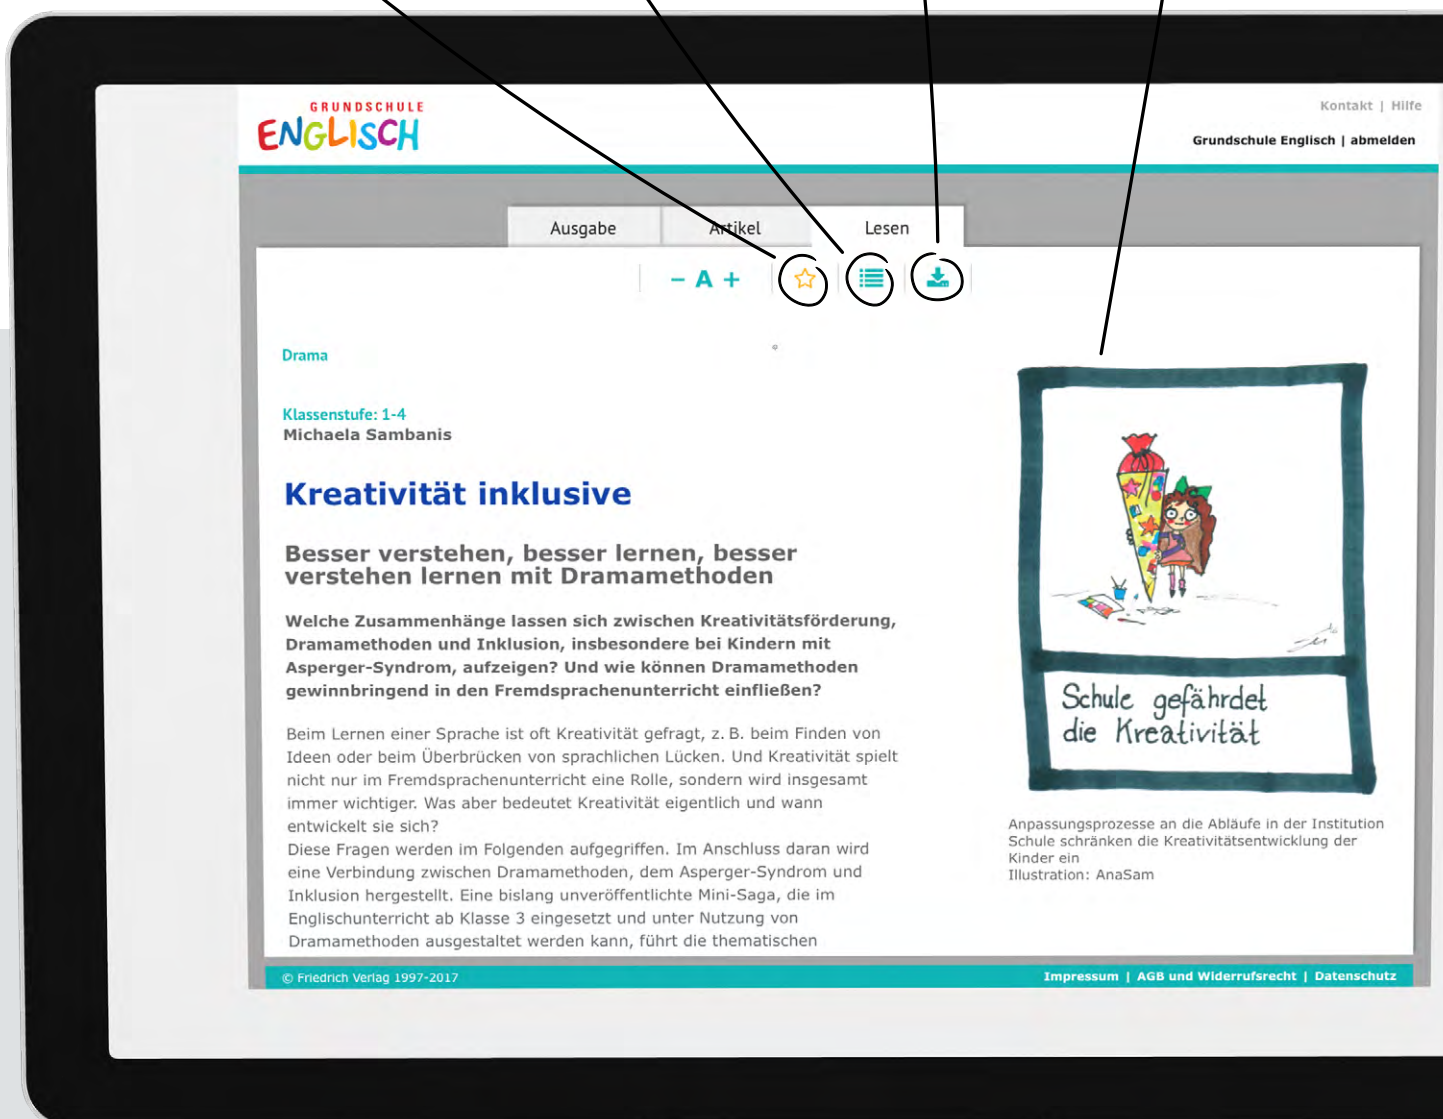 GRUNDSCHULE
ENGLISCH
Kontakt | Hilfe
Grundschule Englisch | abmelden
Ausgabe
Artikel
Lesen
– A +
Drama
Klassenstufe: 1-4
Michaela Sambanis
Kreativität inklusive
Besser verstehen, besser lernen, besser
verstehen lernen mit Dramamethoden
Welche Zusammenhänge lassen sich zwischen Kreativitätsförderung,
Dramamethoden und Inklusion, insbesondere bei Kindern mit
Asperger-Syndrom, aufzeigen? Und wie können Dramamethoden
gewinnbringend in den Fremdsprachenunterricht einfließen?
Beim Lernen einer Sprache ist oft Kreativität gefragt, z. B. beim Finden von
Ideen oder beim Überbrücken von sprachlichen Lücken. Und Kreativität spielt
nicht nur im Fremdsprachenunterricht eine Rolle, sondern wird insgesamt
immer wichtiger. Was aber bedeutet Kreativität eigentlich und wann
entwickelt sie sich?
Diese Fragen werden im Folgenden aufgegriffen. Im Anschluss daran wird
eine Verbindung zwischen Dramamethoden, dem Asperger-Syndrom und
Inklusion hergestellt. Eine bislang unveröffentlichte Mini-Saga, die im
Englischunterricht ab Klasse 3 eingesetzt und unter Nutzung von
Dramamethoden ausgestaltet werden kann, führt die thematischen
Schule gefährdet
die Kreativität
Anpassungsprozesse an die Abläufe in der Institution
Schule schränken die Kreativitätsentwicklung der
Kinder ein
Illustration: AnaSam
© Friedrich Verlag 1997-2017
Impressum | AGB und Widerrufsrecht | Datenschutz